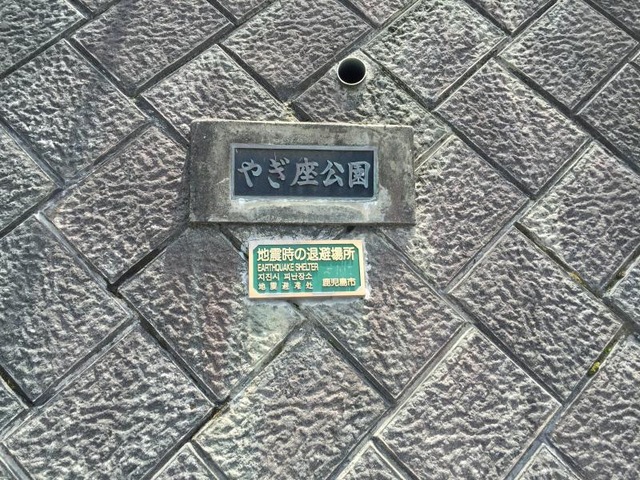 やぎ座公園
地震時の退避場所
EARTHQUAKE SHELTER
지진시 피난장소
地震避难处 鹿児島市